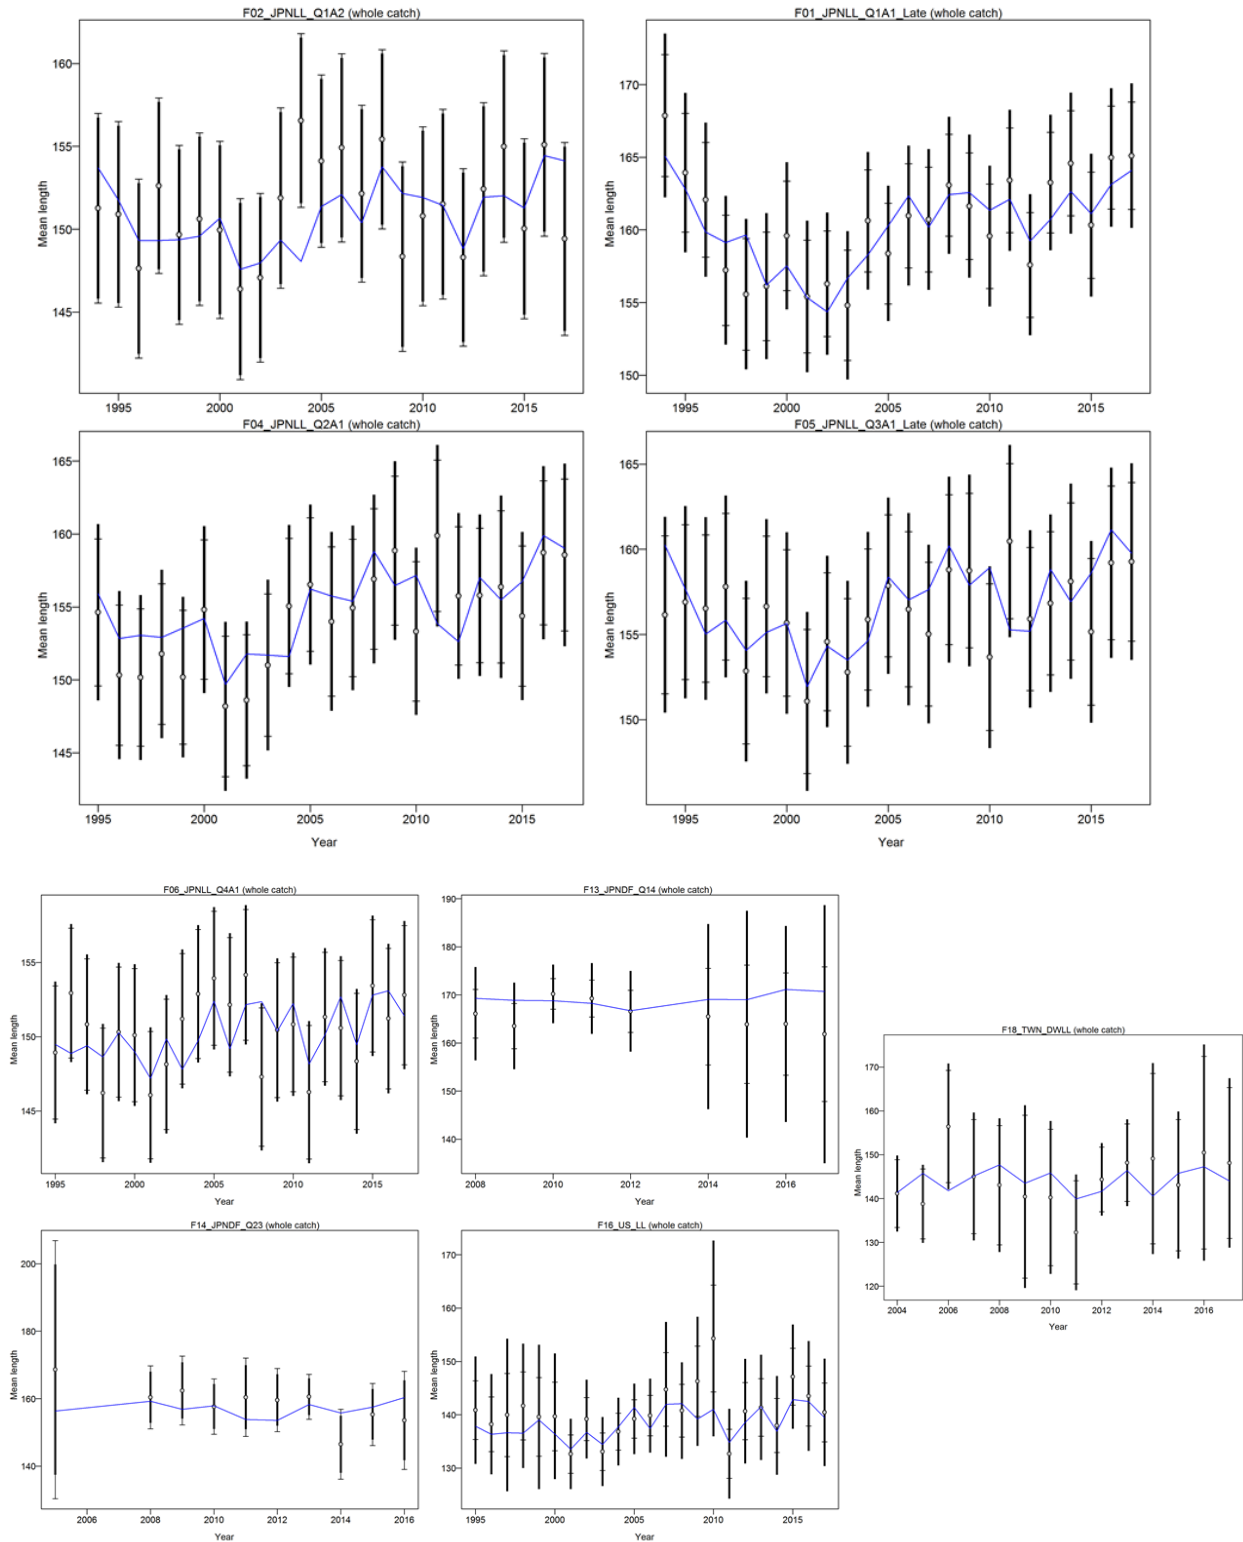 F02_JPNLL_Q1A2 (whole catch)
Mean length
160
155
150
145
1995 2000 2005 2010 2015
F01_JPNLL_Q1A1_Late (whole catch)
Mean length
170
165
160
155
150
1995 2000 2005 2010 2015
F04_JPNLL_Q2A1 (whole catch)
Mean length
165
160
155
150
145
1995 2000 2005 2010 2015
Year
F05_JPNLL_Q3A1_Late (whole catch)
Mean length
165
160
155
150
1995 2000 2005 2010 2015
Year
F06_JPNLL_Q4A1 (whole catch)
Mean length
155
150
145
1995 2000 2005 2010 2015
Year
F13_JPNDF_Q14 (whole catch)
Mean length
190
180
170
160
150
140
2008 2010 2012 2014 2016
Year
F18_TWN_DWLL (whole catch)
Mean length
170
160
150
140
130
120
2004 2006 2008 2010 2012 2014 2016
Year
F14_JPNDF_Q23 (whole catch)
Mean length
200
180
160
140
2006 2008 2010 2012 2014 2016
Year
F16_US_LL (whole catch)
Mean length
170
160
150
140
130
1995 2000 2005 2010 2015
Year